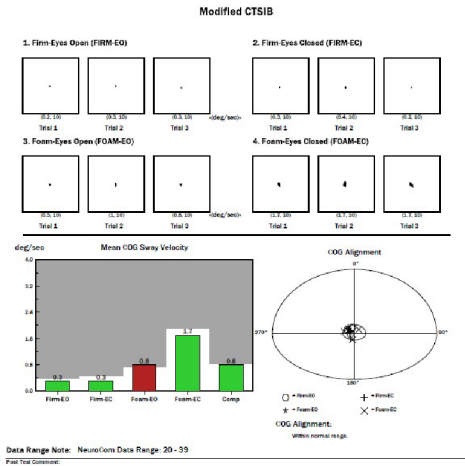 Modified CTSIB
1. Firm-Eyes Open (FIRM-EO)
2. Firm-Eyes Closed (FIRM-EC)
(0.2, 10) (0.3, 10) (0.3, 10) <(deg/sec)> (0.3, 10) (0.4, 10) (0.2, 10)
Trial 1 Trial 2 Trial 3 Trial 1 Trial 2 Trial 3
3. Foam-Eyes Open (FOAM-EO)
4. Foam-Eyes Closed (FOAM-EC)
(0.5, 10) (1, 10) (0.8, 10) <(deg/sec)> (1.7, 10) (1.7, 10) (1.7, 10)
Trial 1 Trial 2 Trial 3 Trial 1 Trial 2 Trial 3
deg/sec Mean COG Sway Velocity
4.0
0.8
0.0
0.3 0.3 0.8 1.7 0.8
Firm-EO Firm-EC Foam-EO Foam-EC Comp
COG Alignment
0°
270° 90°
180°
= Firm-EO = Firm-EC
= Foam-EO = Foam-EC
COG Alignment:
Within normal range.
Data Range Note: NeuroCom Data Range: 20 - 39
Post Test Comment: